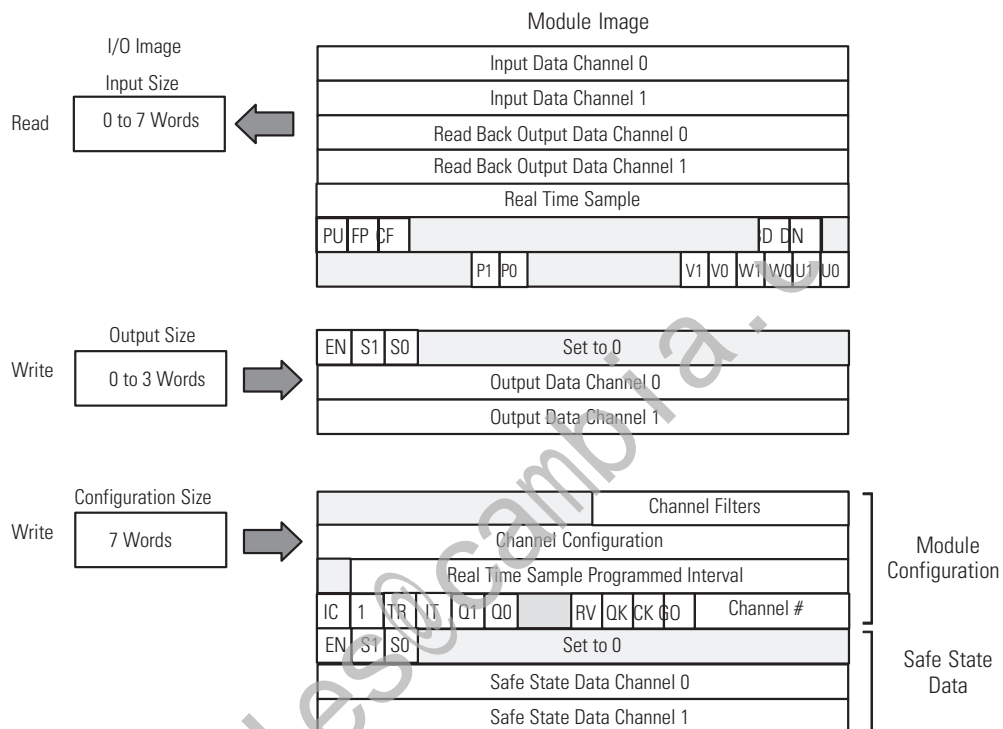 Module Image
I/O Image
Input Size
Read
0 to 7 Words
Input Data Channel 0
Input Data Channel 1
Read Back Output Data Channel 0
Read Back Output Data Channel 1
Real Time Sample
PU FP CF D DN
P1 P0 V1 V0 W1 W0 U1 U0
Output Size
Write
0 to 3 Words
EN S1 S0 Set to 0
Output Data Channel 0
Output Data Channel 1
Configuration Size
Write
7 Words
Channel Filters
Channel Configuration
Real Time Sample Programmed Interval
IC 1 TR IT Q1 Q0 RV QK CK GO Channel #
Module
Configuration
EN S1 S0 Set to 0
Safe State Data Channel 0
Safe State Data Channel 1
Safe State
Data
les@cambia.c